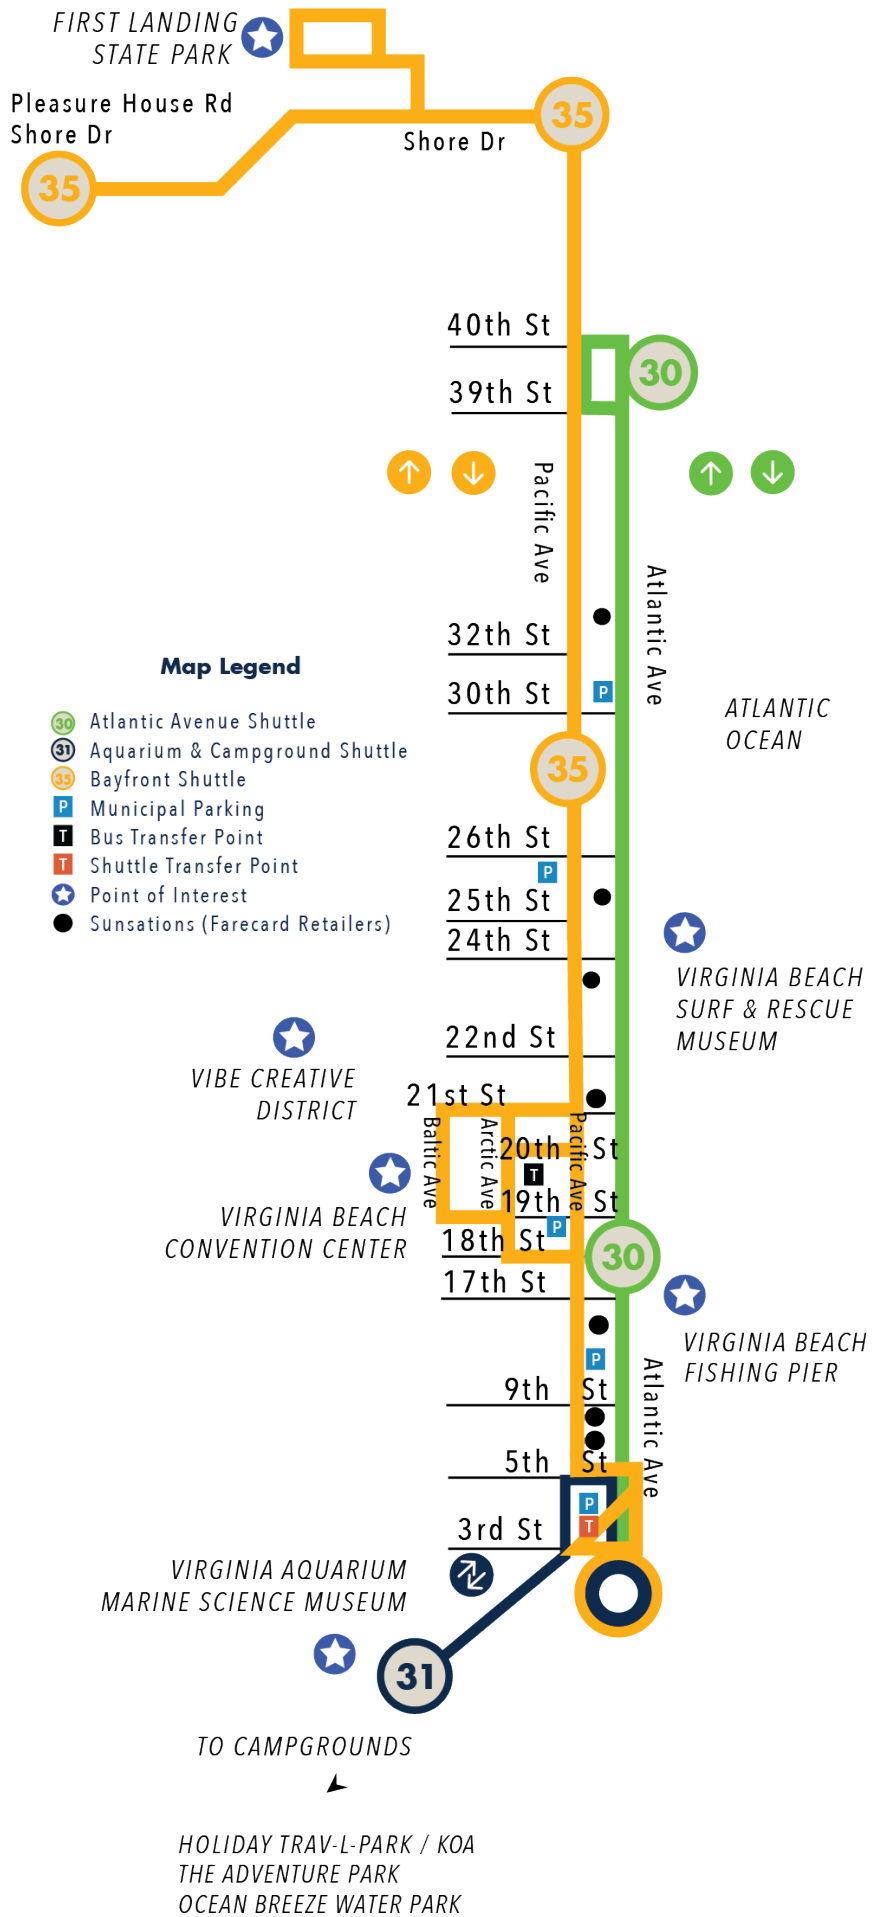 FIRST LANDING
STATE PARK
Pleasure House Rd
Shore Dr
35
Shore Dr
35
40th St
30
39th St
Pacific Ave
Atlantic Ave
32th St
P
30th St
ATLANTIC
OCEAN
Map Legend
30 Atlantic Avenue Shuttle
31 Aquarium & Campground Shuttle
35 Bayfront Shuttle
P Municipal Parking
T Bus Transfer Point
T Shuttle Transfer Point
Point of Interest
Sunsations (Farecard Retailers)
35
26th St
P
25th St
24th St
VIRGINIA BEACH
SURF & RESCUE
MUSEUM
22nd St
VIBE CREATIVE
DISTRICT
21st St
Baltic Ave
Arctic Ave
Pacific Ave
20th St
T
19th St
P
VIRGINIA BEACH
CONVENTION CENTER
18th St
30
17th St
VIRGINIA BEACH
FISHING PIER
P
9th St
Atlantic Ave
5th St
P
T
3rd St
VIRGINIA AQUARIUM
MARINE SCIENCE MUSEUM
31
TO CAMPGROUNDS
HOLIDAY TRAV-L-PARK / KOA
THE ADVENTURE PARK
OCEAN BREEZE WATER PARK